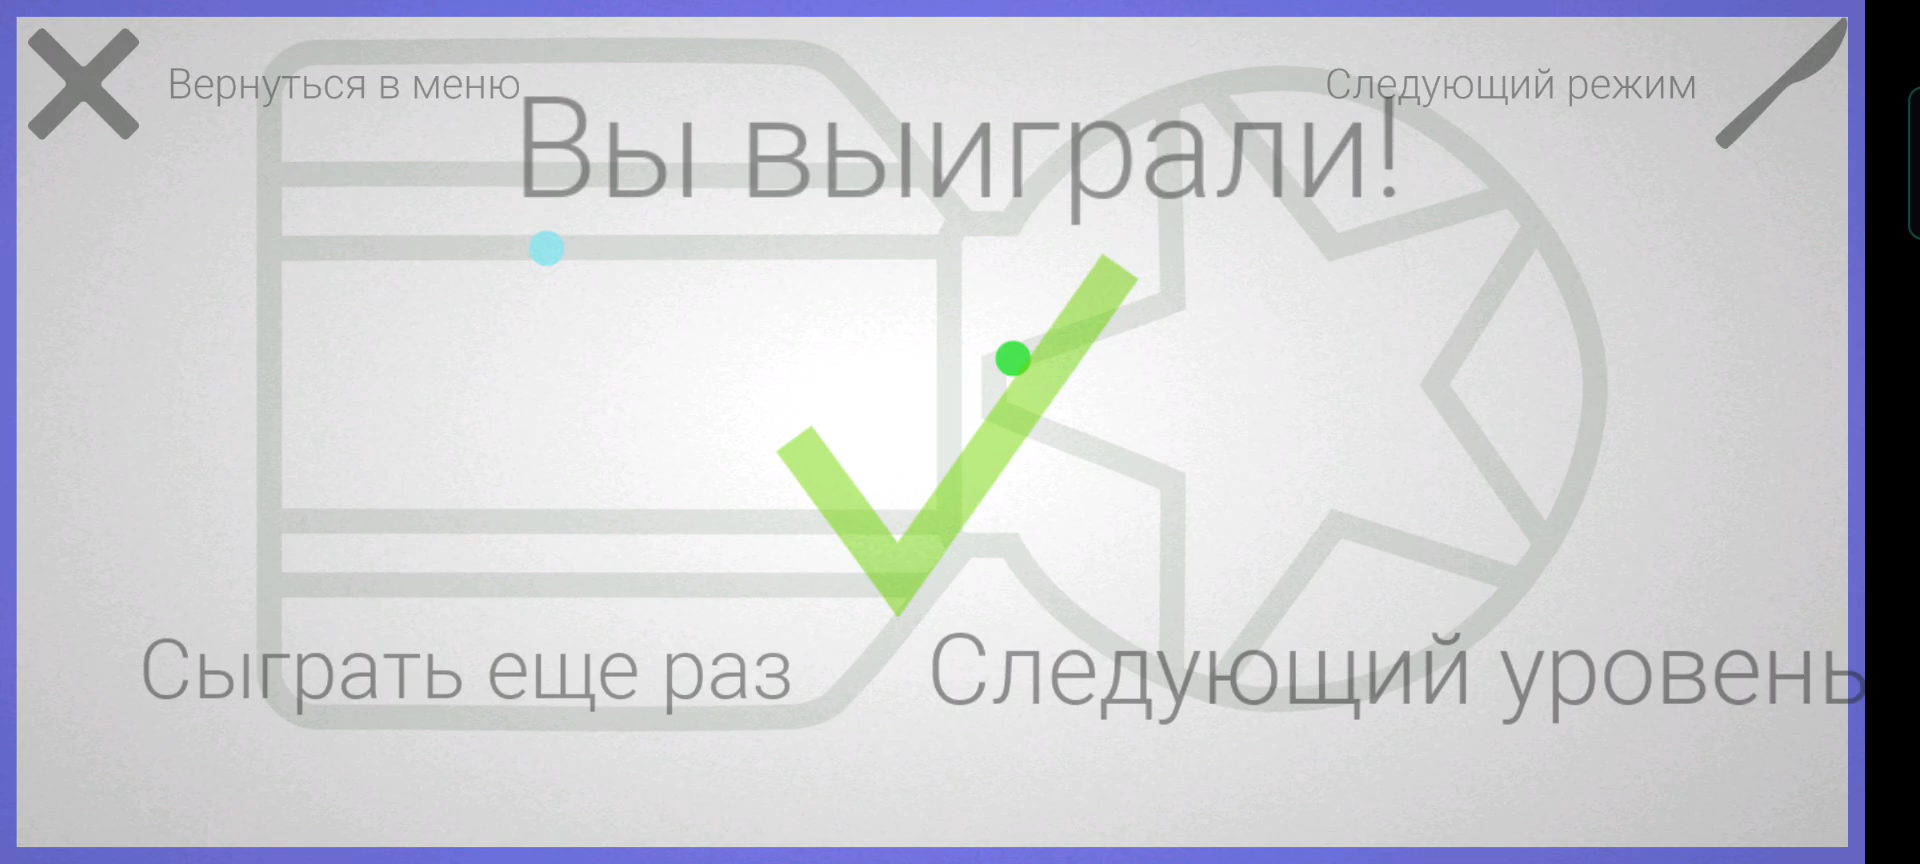 Вернуться в меню
Следующий режим
Вы выиграли!
Сыграть еще раз
Следующий уровень